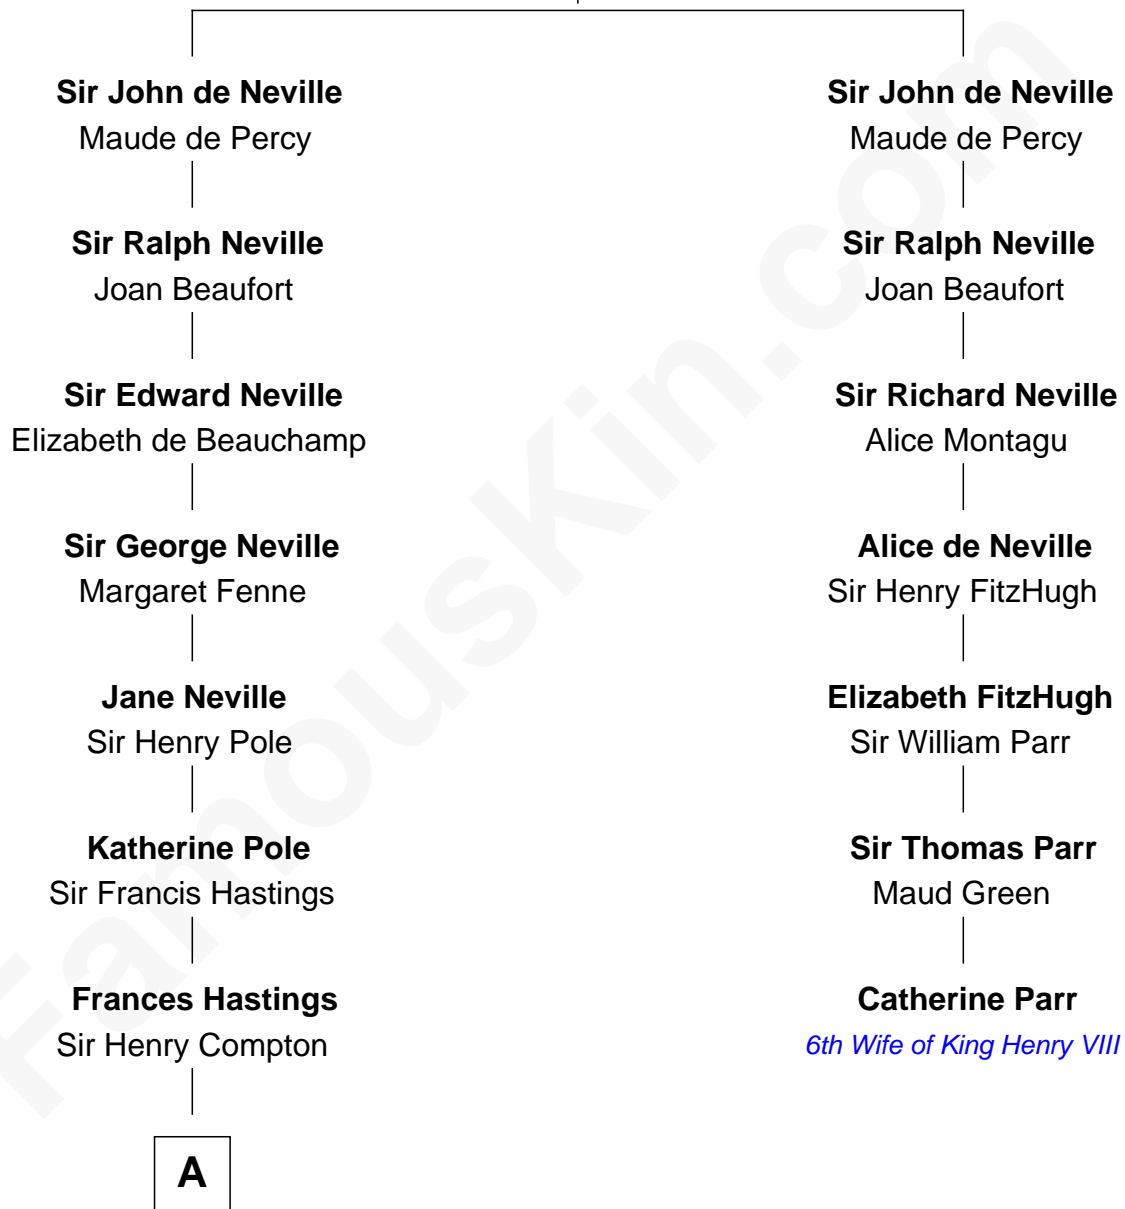 Sir John de Neville
Maude de Percy
Sir Ralph Neville
Joan Beaufort
Sir Edward Neville
Elizabeth de Beauchamp
Sir George Neville
Margaret Fenne
Jane Neville
Sir Henry Pole
Katherine Pole
Sir Francis Hastings
Frances Hastings
Sir Henry Compton
A
Sir John de Neville
Maude de Percy
Sir Ralph Neville
Joan Beaufort
Sir Richard Neville
Alice Montagu
Alice de Neville
Sir Henry FitzHugh
Elizabeth FitzHugh
Sir William Parr
Sir Thomas Parr
Maud Green
Catherine Parr
6th Wife of King Henry VIII
FamousKin.com